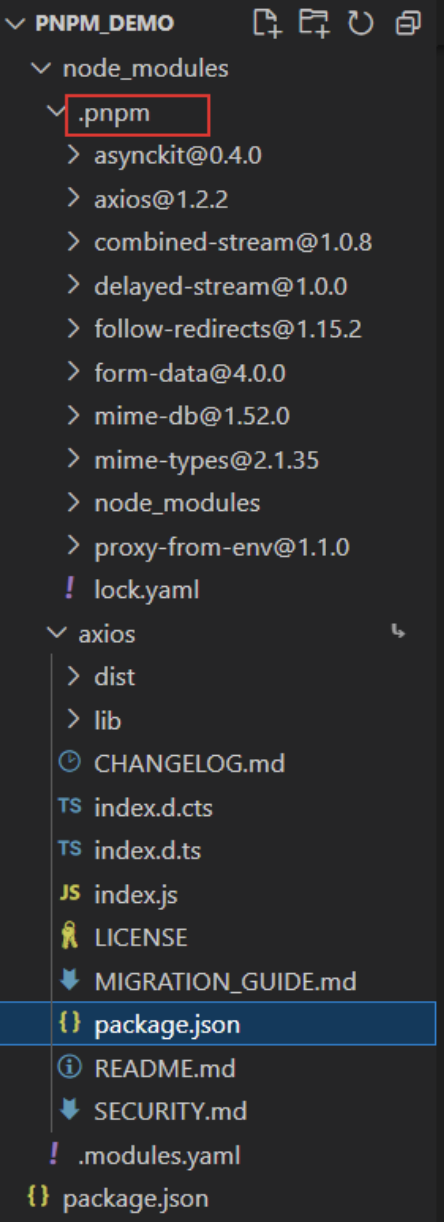 PNPM_DEMO
node_modules
.pnpm
asynckit@0.4.0
axios@1.2.2
combined-stream@1.0.8
delayed-stream@1.0.0
follow-redirects@1.15.2
form-data@4.0.0
mime-db@1.52.0
mime-types@2.1.35
node_modules
proxy-from-env@1.1.0
! lock.yaml
axios
dist
lib
CHANGELOG.md
TS index.d.cts
TS index.d.ts
JS index.js
LICENSE
MIGRATION_GUIDE.md
{} package.json
README.md
SECURITY.md
! .modules.yaml
{} package.json